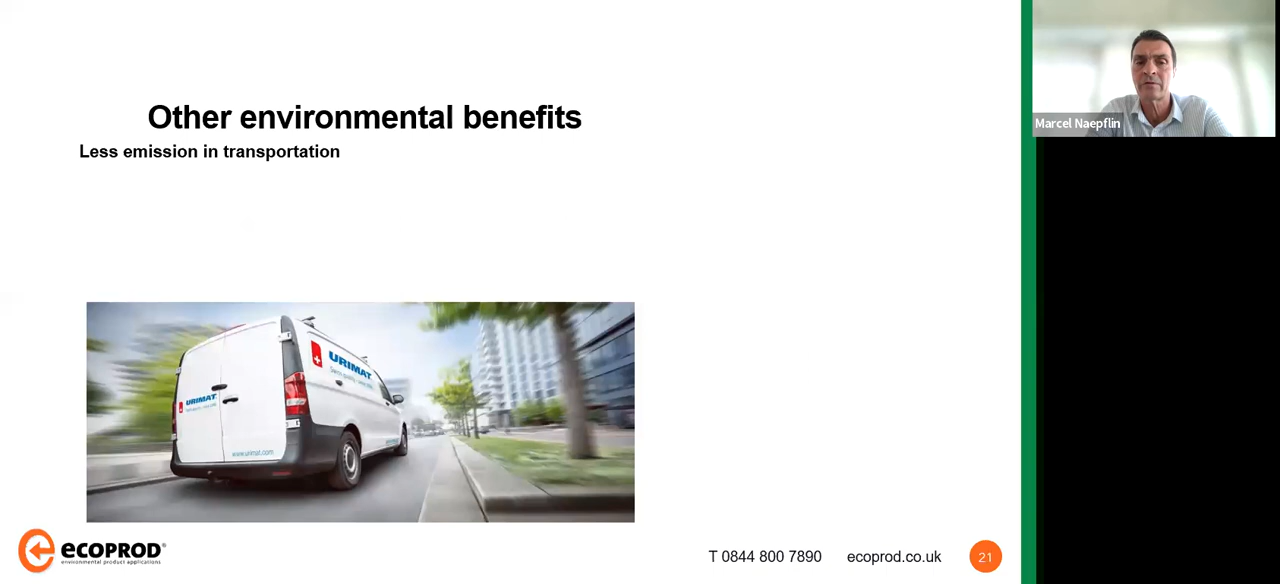 Other environmental benefits
Less emission in transportation
URIMAT
URIMAT
www.urimat.com
ecoprod®
environmental product applications
T 0844 800 7890
ecoprod.co.uk
21
Marcel Naepflin